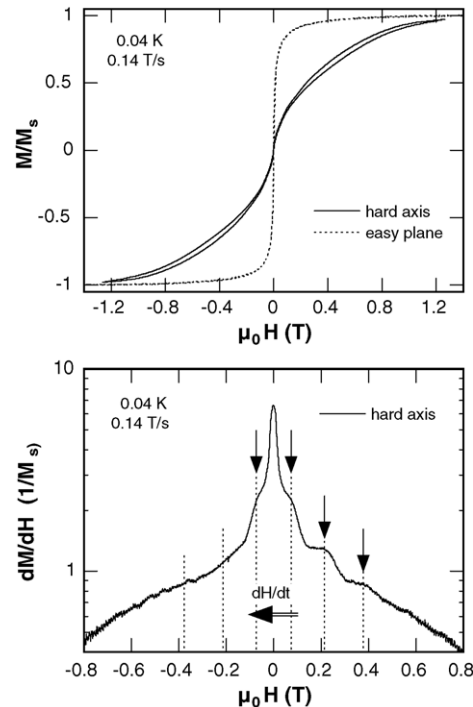 1
0.04 K
0.14 T/s
0.5
M/Ms
0
-0.5
hard axis
easy plane
-1
-1.2 -0.8 -0.4 0 0.4 0.8 1.2
μ₀ H (T)
10
0.04 K
0.14 T/s
hard axis
dM/dH (1/Ms)
1
dH/dt
-0.8 -0.6 -0.4 -0.2 0 0.2 0.4 0.6 0.8
μ₀ H (T)